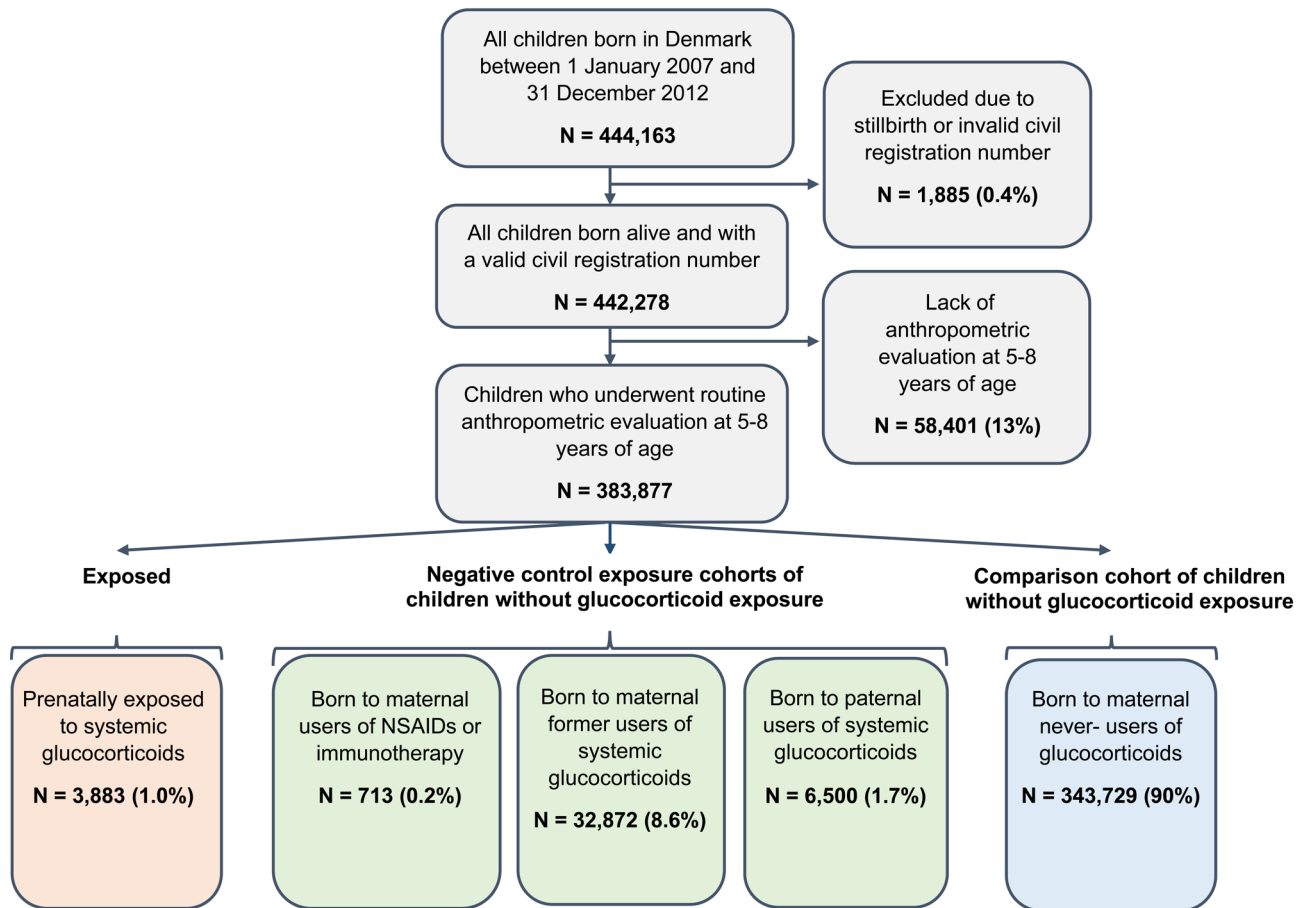 All children born in Denmark
between 1 January 2007 and
31 December 2012
N = 444,163
Excluded due to
stillbirth or invalid civil
registration number
N = 1,885 (0.4%)
All children born alive and with
a valid civil registration number
N = 442,278
Lack of
anthropometric
evaluation at 5-8
years of age
N = 58,401 (13%)
Children who underwent routine
anthropometric evaluation at 5-8
years of age
N = 383,877
Exposed
Negative control exposure cohorts of
children without glucocorticoid exposure
Comparison cohort of children
without glucocorticoid exposure
Prenatally exposed
to systemic
glucocorticoids
N = 3,883 (1.0%)
Born to maternal
users of NSAIDs or
immunotherapy
N = 713 (0.2%)
Born to maternal
former users of
systemic
glucocorticoids
N = 32,872 (8.6%)
Born to paternal
users of systemic
glucocorticoids
N = 6,500 (1.7%)
Born to maternal
never- users of
glucocorticoids
N = 343,729 (90%)